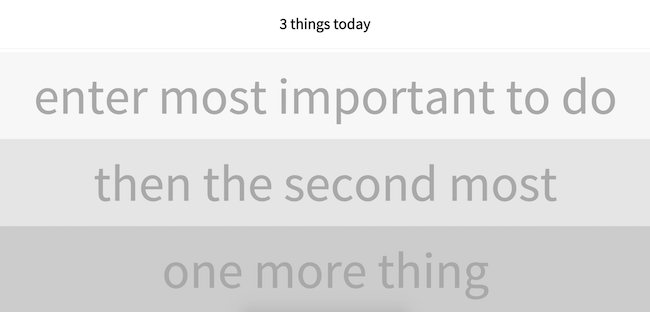 3 things today
enter most important to do
then the second most
one more thing